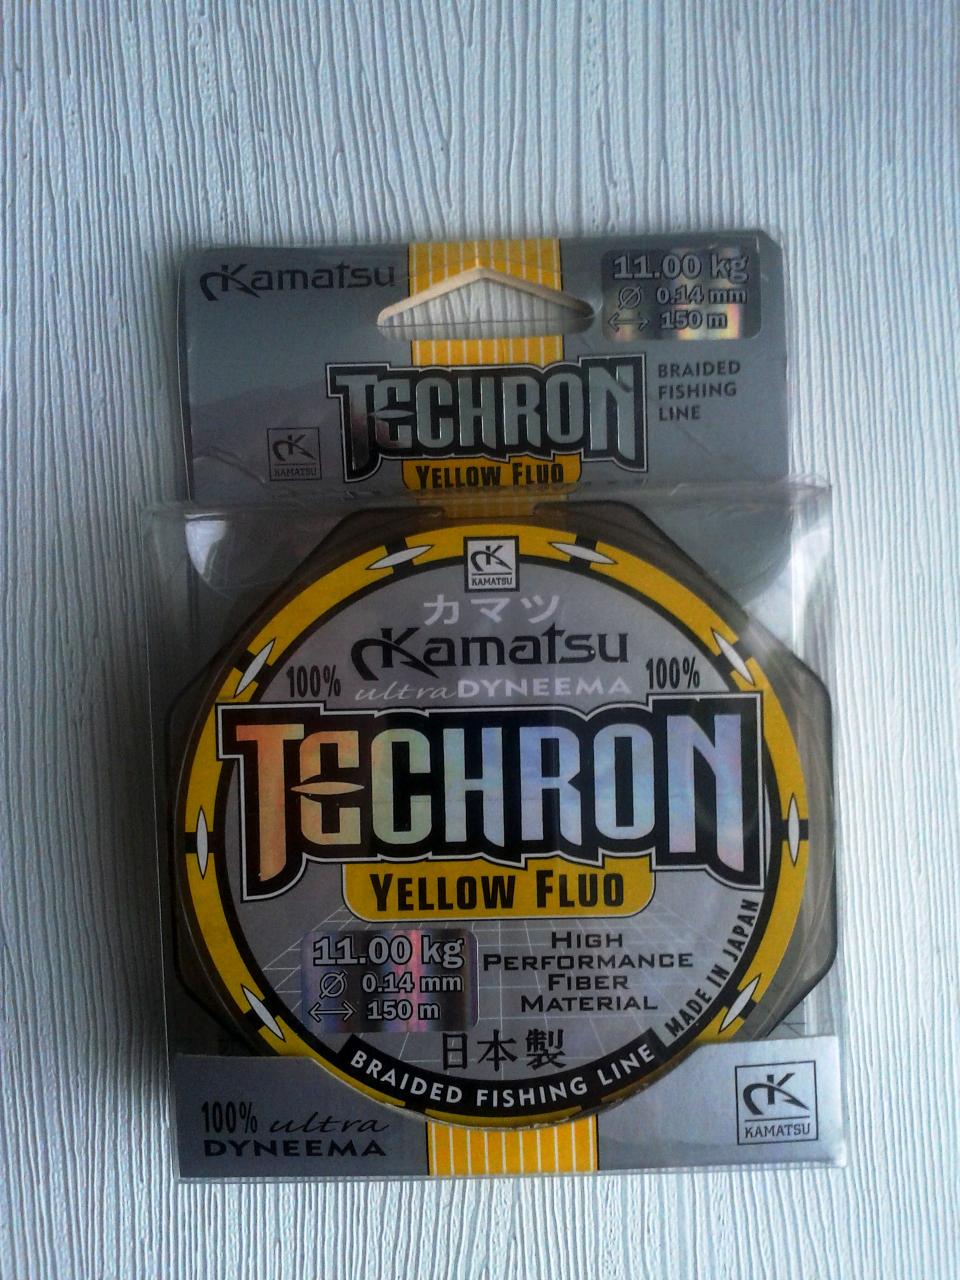 Kamatsu
11.00 kg
Ø 0.14 mm
↔ 150 m
TECHRON
BRAIDED
FISHING
LINE
K
KAMATSU
YELLOW FLUO
K
KAMATSU
カマツ
Kamatsu
100% ultra DYNEEMA 100%
TECHRON
YELLOW FLUO
11.00 kg
Ø 0.14 mm
↔ 150 m
HIGH
PERFORMANCE
FIBER
MATERIAL
日本製
BRAIDED FISHING LINE
MADE IN JAPAN
100% ultra
DYNEEMA
K
KAMATSU